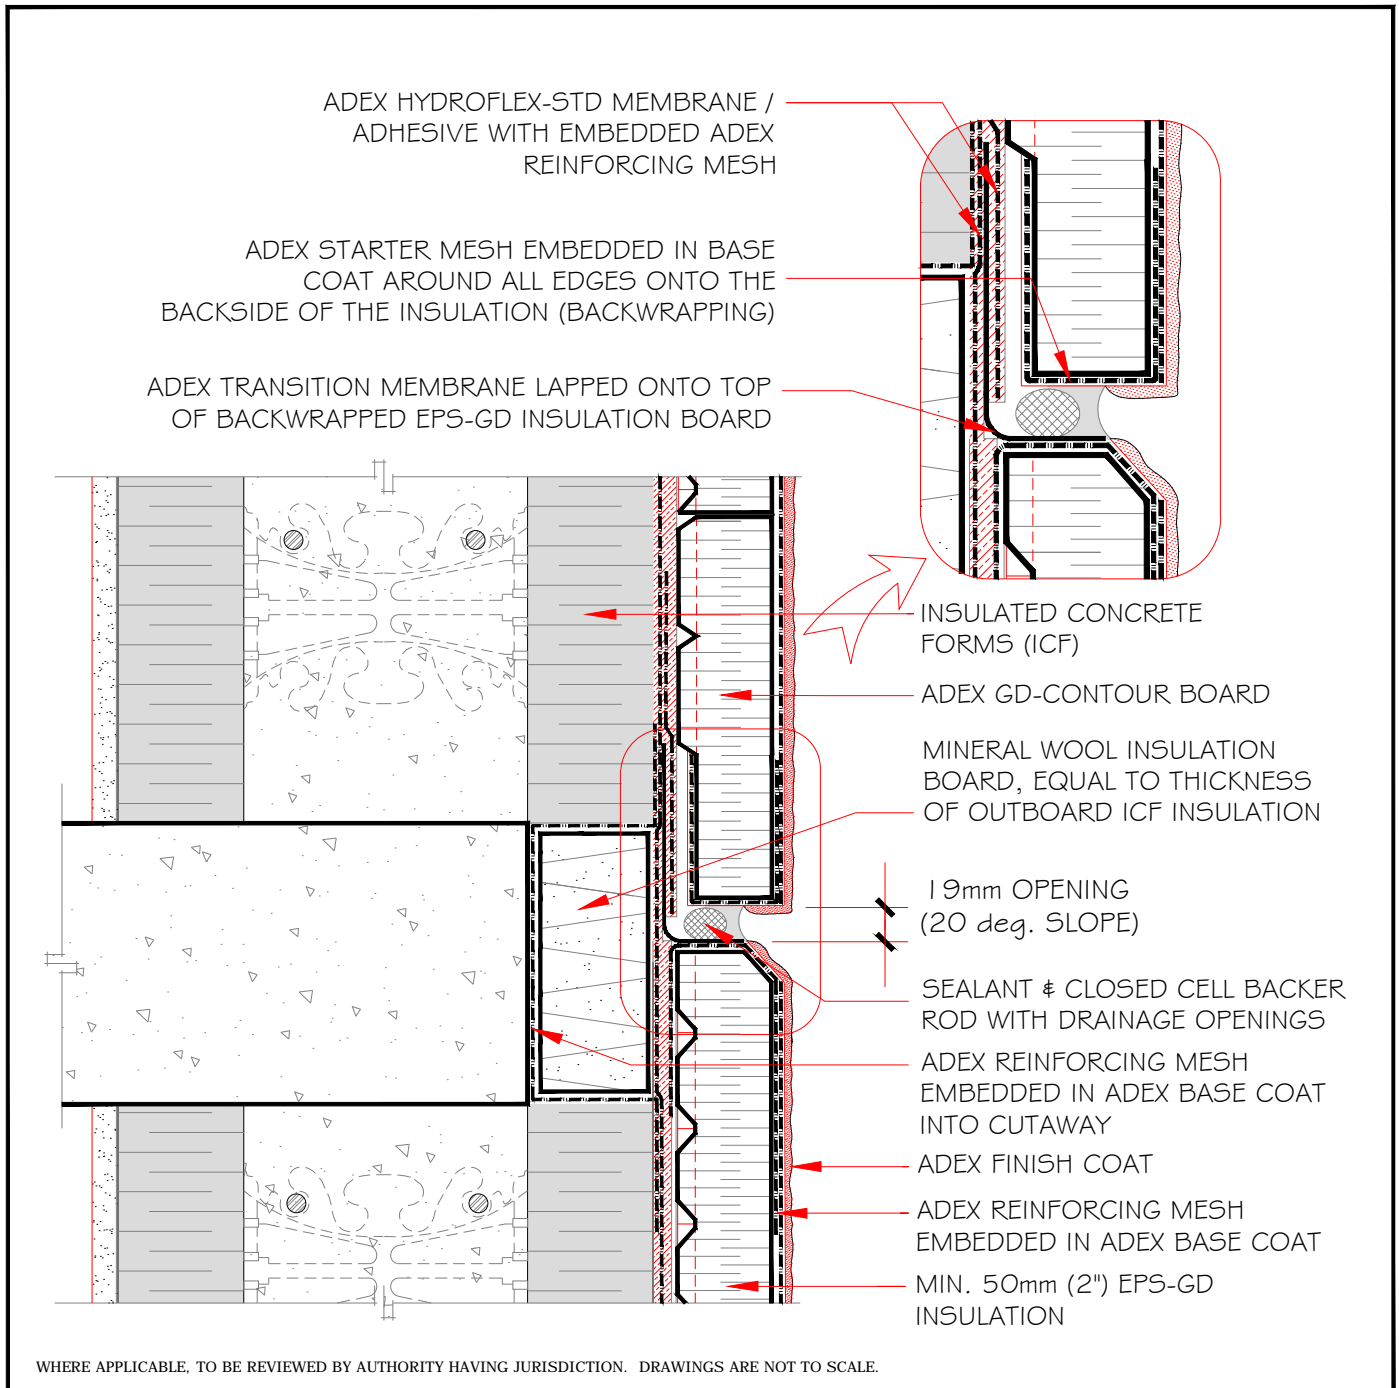 ADEX HYDROFLEX-STD MEMBRANE /
ADHESIVE WITH EMBEDDED ADEX
REINFORCING MESH
ADEX STARTER MESH EMBEDDED IN BASE
COAT AROUND ALL EDGES ONTO THE
BACKSIDE OF THE INSULATION (BACKWRAPPING)
ADEX TRANSITION MEMBRANE LAPPED ONTO TOP
OF BACKWRAPPED EPS-GD INSULATION BOARD
INSULATED CONCRETE
FORMS (ICF)
ADEX GD-CONTOUR BOARD
MINERAL WOOL INSULATION
BOARD, EQUAL TO THICKNESS
OF OUTBOARD ICF INSULATION
19mm OPENING
(20 deg. SLOPE)
SEALANT & CLOSED CELL BACKER
ROD WITH DRAINAGE OPENINGS
ADEX REINFORCING MESH
EMBEDDED IN ADEX BASE COAT
INTO CUTAWAY
ADEX FINISH COAT
ADEX REINFORCING MESH
EMBEDDED IN ADEX BASE COAT
MIN. 50mm (2") EPS-GD
INSULATION
WHERE APPLICABLE, TO BE REVIEWED BY AUTHORITY HAVING JURISDICTION. DRAWINGS ARE NOT TO SCALE.